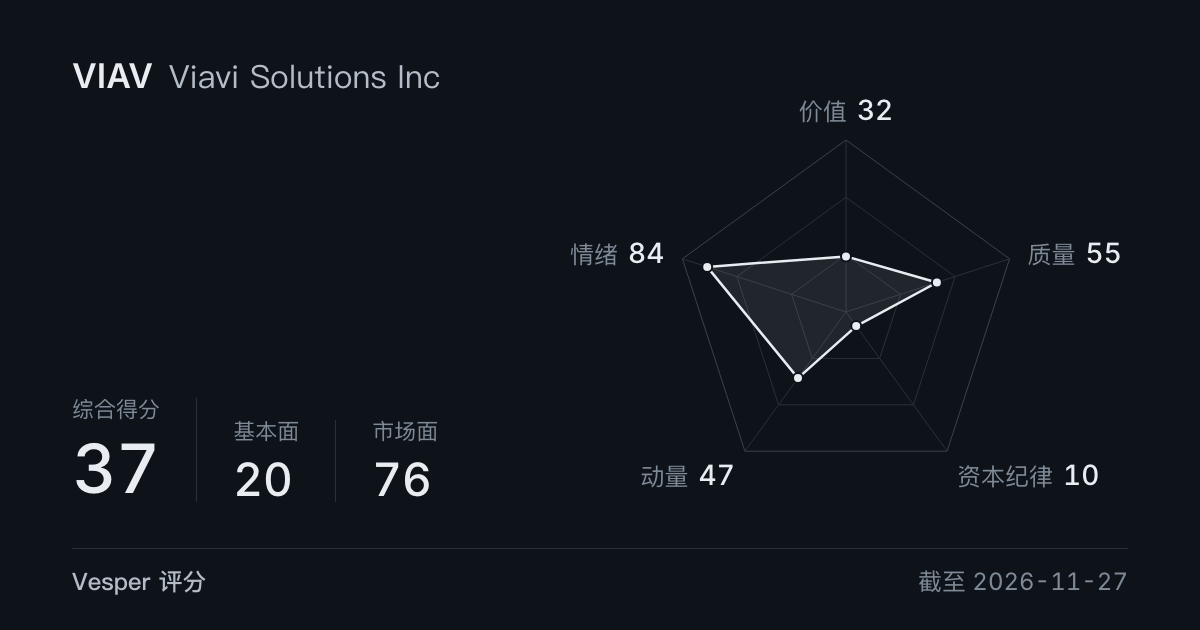 VIAV Viavi Solutions Inc
价值 32
情绪 84
质量 55
动量 47
资本纪律 10
综合得分
37
基本面
20
市场面
76
Vesper 评分
截至 2026-11-27